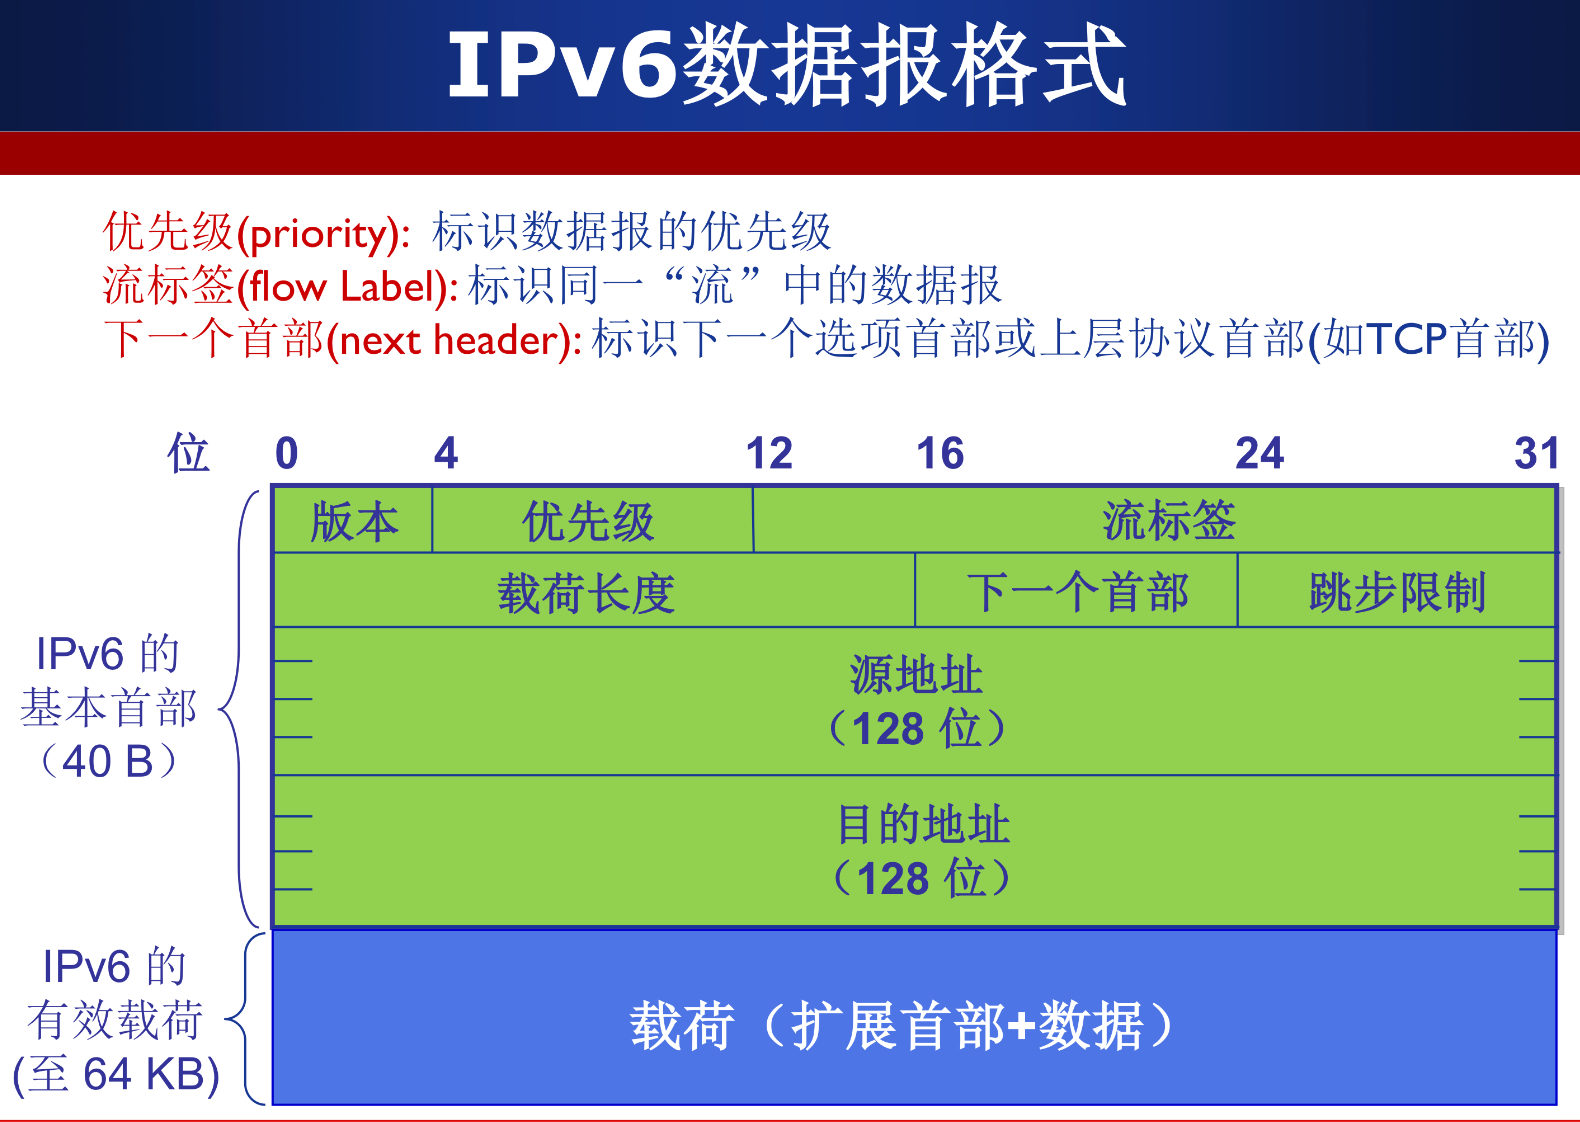 IPv6数据报格式
优先级(priority): 标识数据报的优先级
流标签(flow Label): 标识同一“流”中的数据报
下一个首部(next header): 标识下一个选项首部或上层协议首部(如TCP首部)
位 0 4 12 16 24 31
版本 优先级 流标签
载荷长度 下一个首部 跳步限制
IPv6 的
基本首部
（40 B）
源地址
（128 位）
目的地址
（128 位）
IPv6 的
有效载荷
(至 64 KB)
载荷（扩展首部+数据）